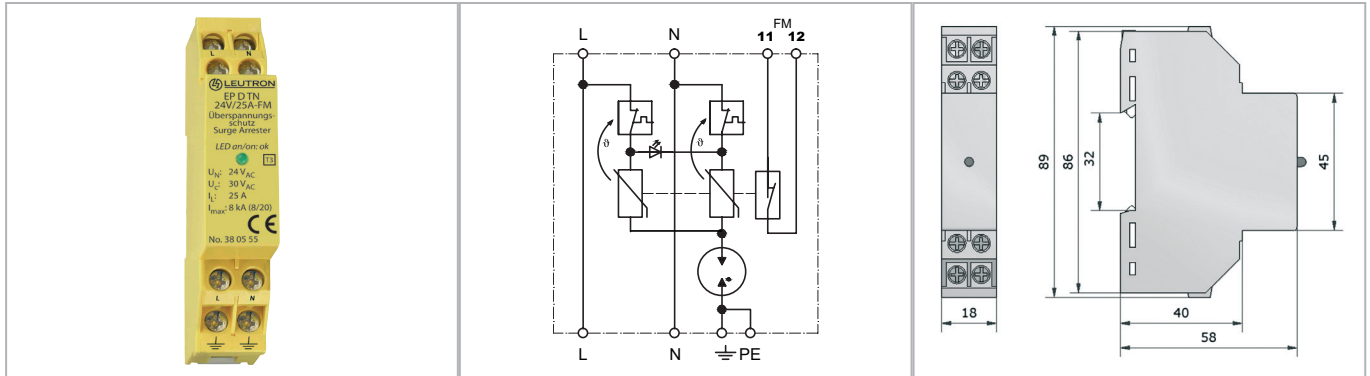 L N
LEUTRON
EP D TN
24V/25A-FM
Überspannungs-
schutz
Surge Arrester
LED an/on: ok
T3
UN: 24 VAC
UC: 30 VAC
IL: 25 A
Imax: 8 kA (8/20)
CE
No. 38 05 55
L N
L N FM
11 12
ϑ ϑ
L N PE
89
86
32
45
18
40
58